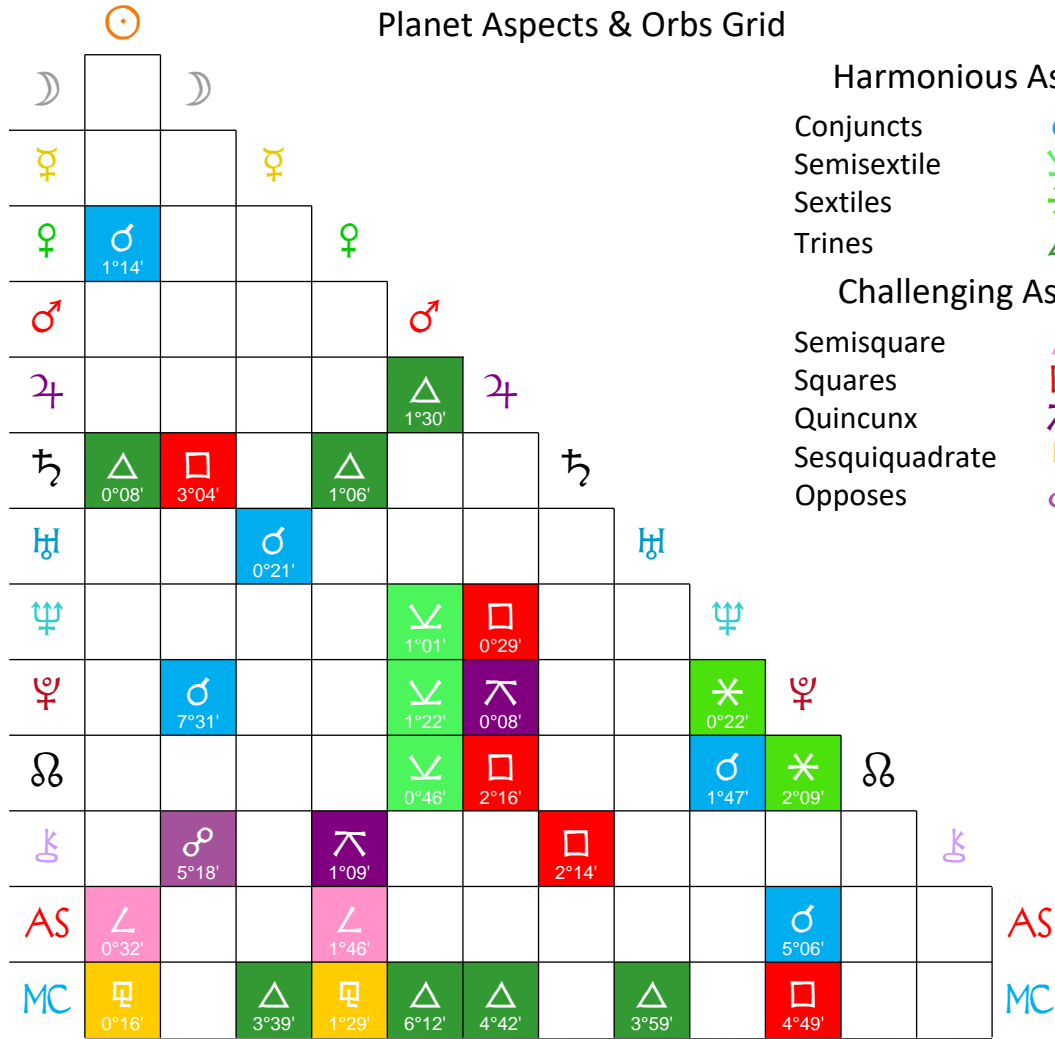 ☉ Planet Aspects & Orbs Grid
☽ ☽
Harmonious As
☿ ☿
Conjuncts ☌
Semisextile ⚺
Sextiles ⚹
Trines △
♀ ☌ ♀
1°14'
Challenging As
♂ ♂
Semisquare ∠
Squares □
Quincunx ⚻
Sesquiquadrate ⚼
Opposes ☍
♃ △ ♃
1°30'
♄ △ □ △ ♄
0°08' 3°04' 1°06'
♅ ☌ ♅
0°21'
♆ ⚺ □ ♆
1°01' 0°29'
♇ ☌ ⚺ ⚻ ⚹ ♇
7°31' 1°22' 0°08' 0°22'
☊ ⚺ □ ☌ ⚹ ☊
0°46' 2°16' 1°47' 2°09'
⚷ ☍ ⚻ □ ⚷
5°18' 1°09' 2°14'
AS ∠ ∠ ☌ AS
0°32' 1°46' 5°06'
MC ⚼ △ ⚼ △ △ △ □ MC
0°16' 3°39' 1°29' 6°12' 4°42' 3°59' 4°49'